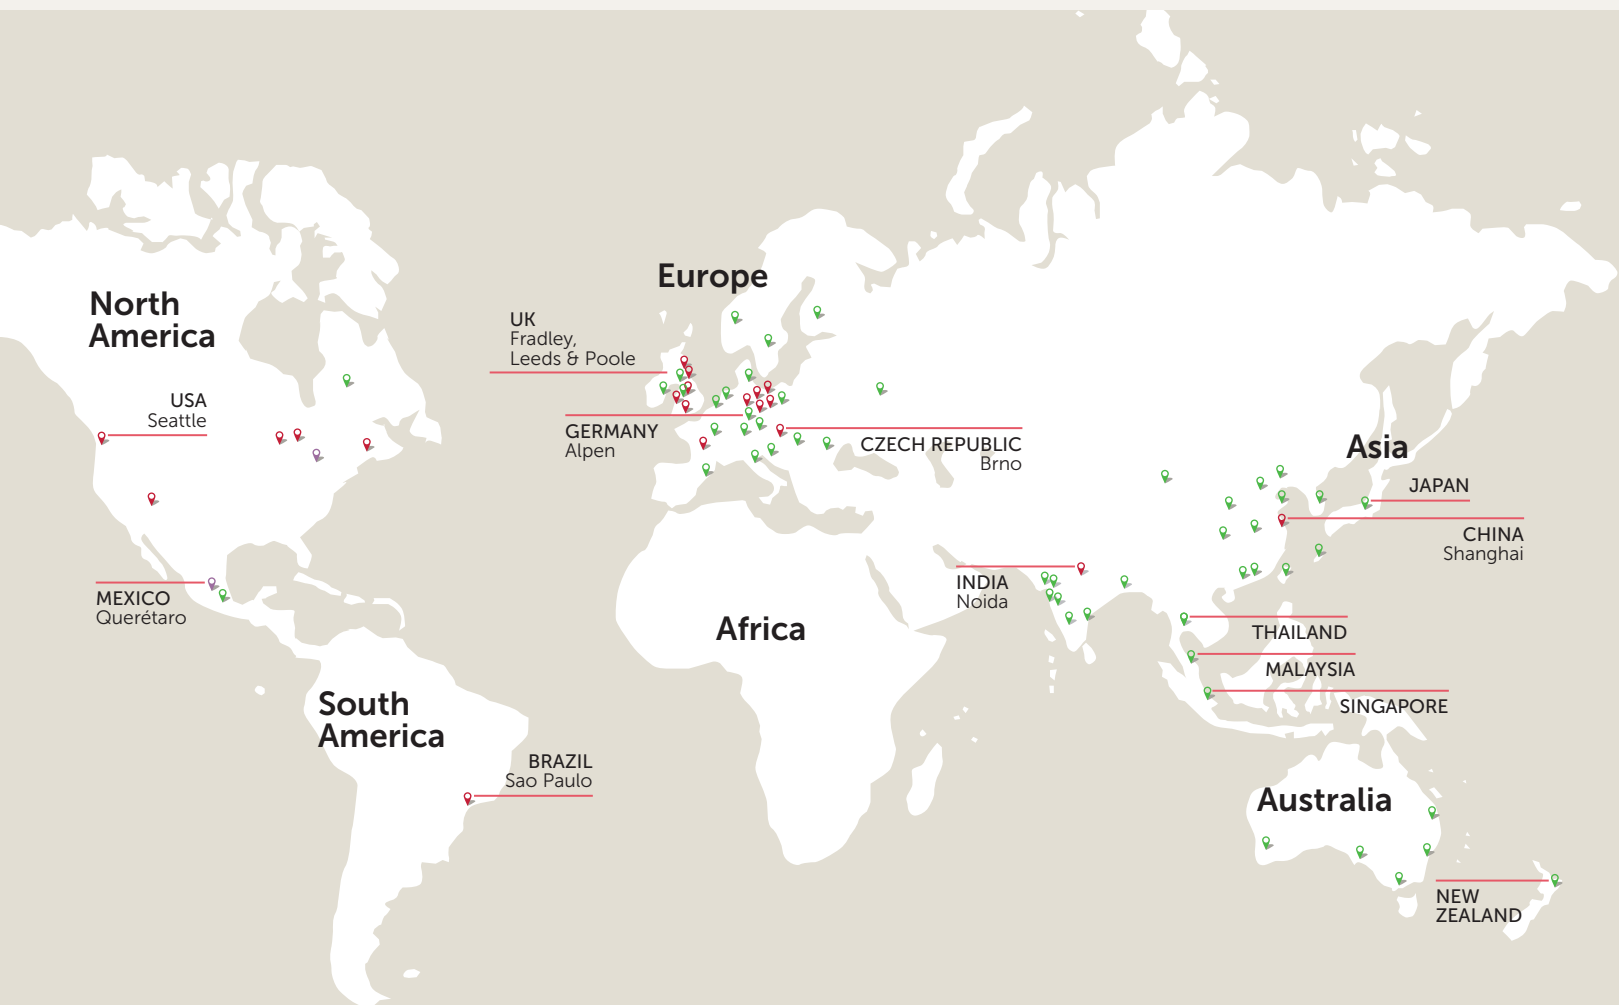 North
America
USA
Seattle
MEXICO
Querétaro
South
America
BRAZIL
Sao Paulo
Europe
UK
Fradley,
Leeds & Poole
GERMANY
Alpen
CZECH REPUBLIC
Brno
Africa
Asia
JAPAN
CHINA
Shanghai
INDIA
Noida
THAILAND
MALAYSIA
SINGAPORE
Australia
NEW
ZEALAND